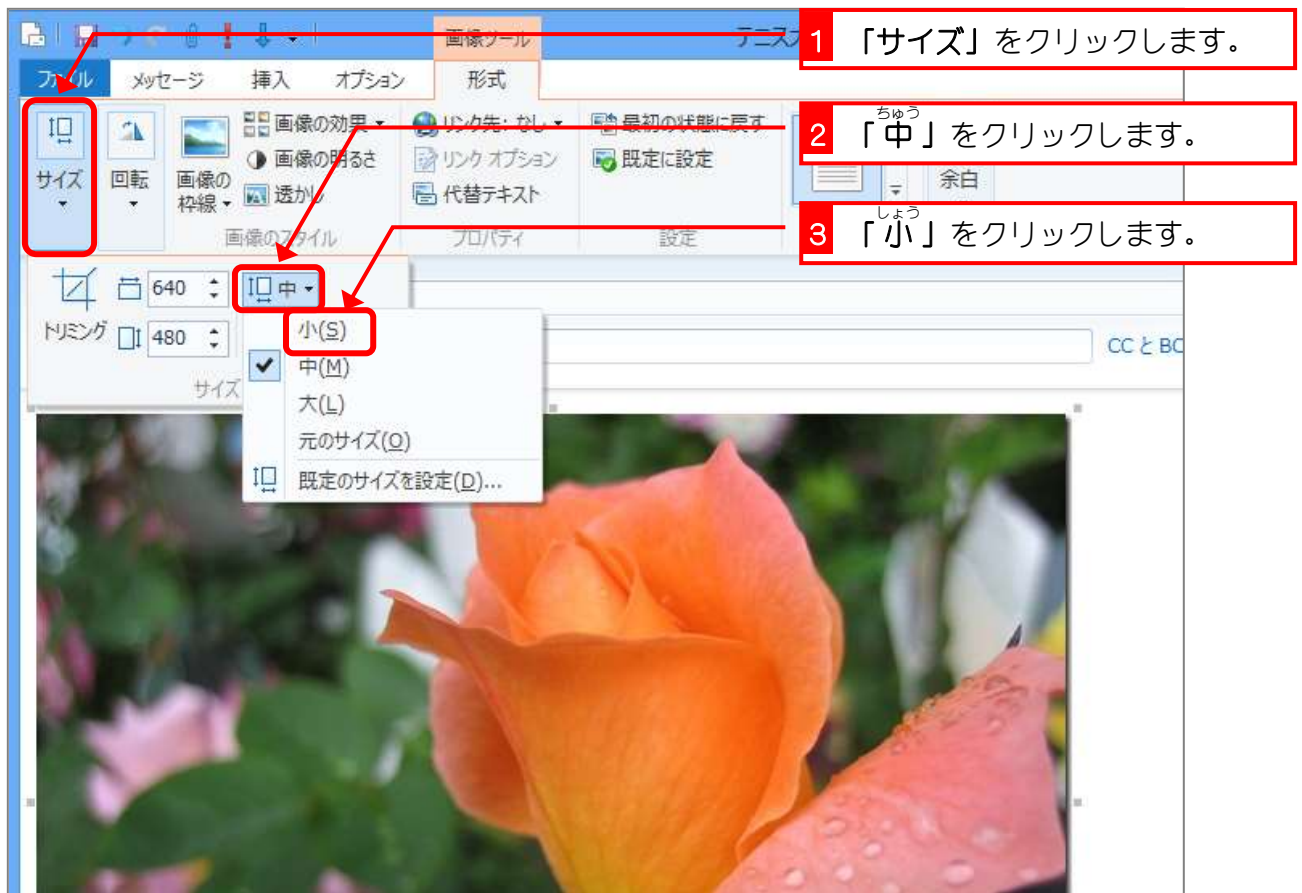 画像ツール
テニス
1 「サイズ」をクリックします。
ファイル メッセージ 挿入 オプション 形式
サイズ
回転
画像の枠線
画像の効果
画像の明るさ
透かし
画像のスタイル
リンク先: なし
リンク オプション
代替テキスト
プロパティ
最初の状態に戻す
既定に設定
設定
余白
ちゅう
2 「中」をクリックします。
しょう
3 「小」をクリックします。
トリミング
640
480
中
サイズ
小(S)
中(M)
大(L)
元のサイズ(O)
既定のサイズを設定(D)...
CC と BC